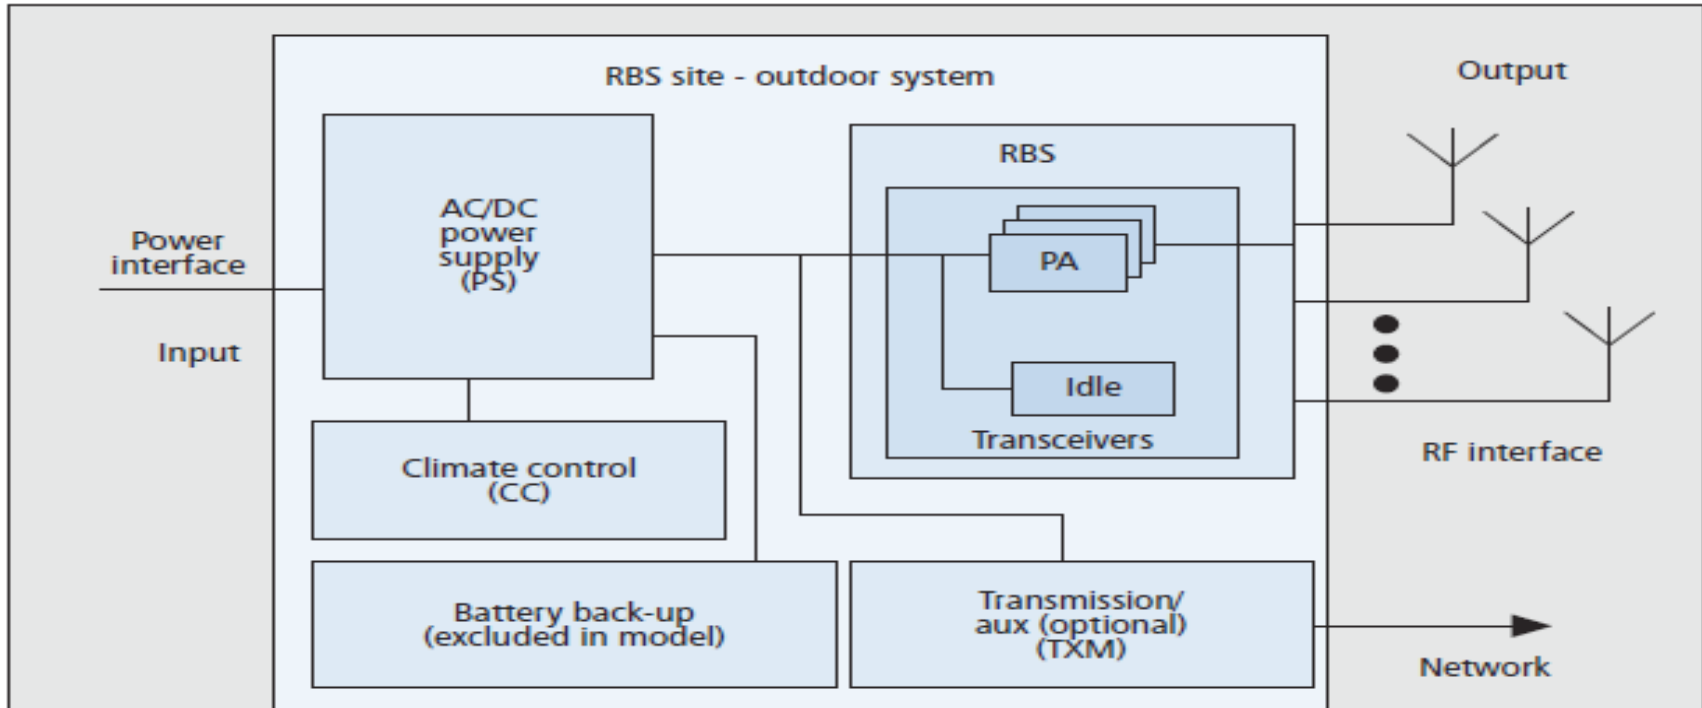 RBS site - outdoor system
Output
RBS
AC/DC
power
supply
(PS)
Power
interface
PA
Input
Idle
Transceivers
RF interface
Climate control
(CC)
Battery back-up
(excluded in model)
Transmission/
aux (optional)
(TXM)
Network